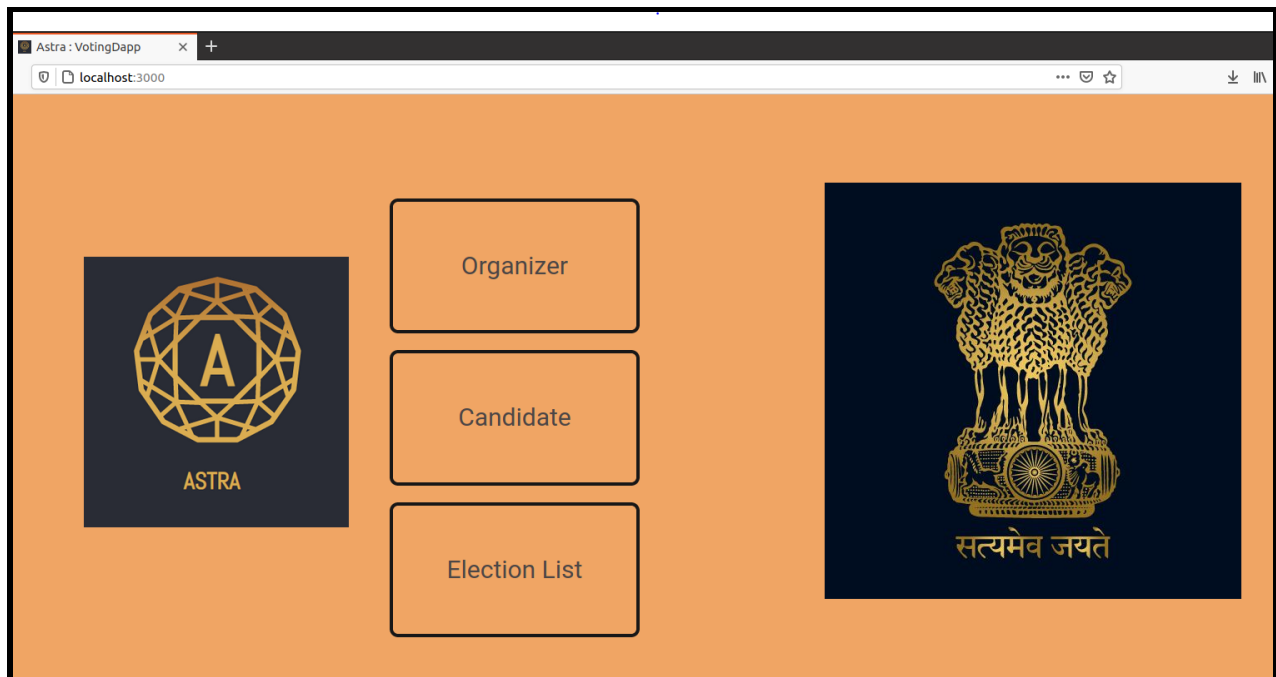 Astra : VotingDapp
localhost:3000
A
ASTRA
Organizer
Candidate
Election List
सत्यमेव जयते